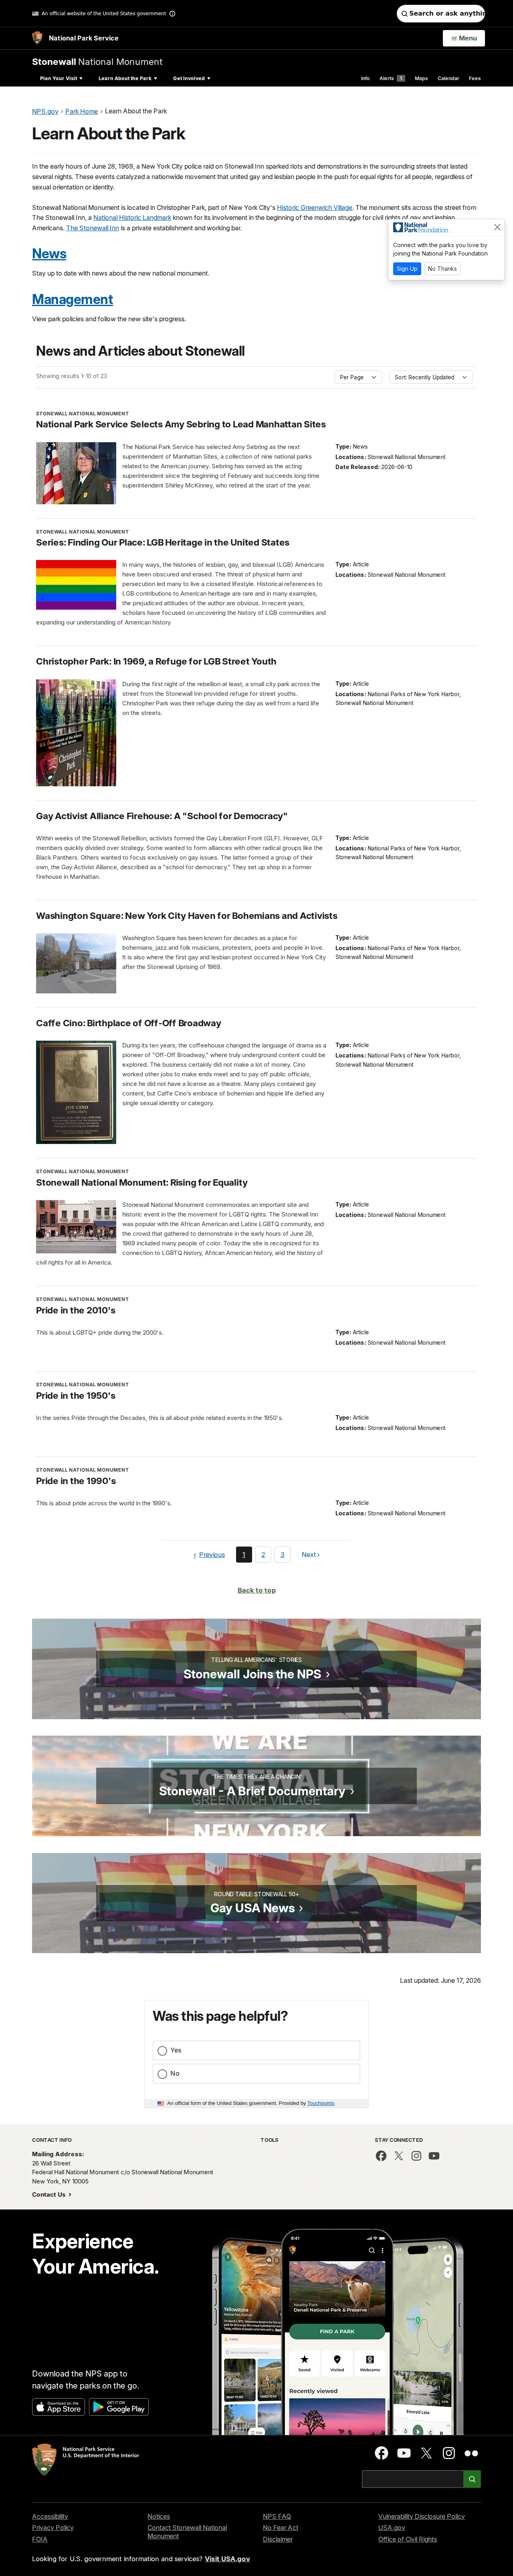 An official website of the United States government
Search or ask anythin
National Park Service
Menu
Stonewall National Monument
Plan Your Visit
Learn About the Park
Get Involved
Info
Alerts 1
Maps
Calendar
Fees
NPS.gov › Park Home › Learn About the Park
Learn About the Park
In the early hours of June 28, 1969, a New York City police raid on Stonewall Inn sparked riots and demonstrations in the surrounding streets that lasted
several nights. These events catalyzed a nationwide movement that united gay and lesbian people in the push for equal rights for all people, regardless of
sexual orientation or identity.
Stonewall National Monument is located in Christopher Park, part of New York City's Historic Greenwich Village. The monument sits across the street from
The Stonewall Inn, a National Historic Landmark known for its involvement in the beginning of the modern struggle for civil rights of gay and lesbian
Americans. The Stonewall Inn is a private establishment and working bar.
National
Park Foundation
Connect with the parks you love by
joining the National Park Foundation
Sign Up
No Thanks
News
Stay up to date with news about the new national monument.
Management
View park policies and follow the new site's progress.
News and Articles about Stonewall
Showing results 1-10 of 23
Per Page
Sort: Recently Updated
STONEWALL NATIONAL MONUMENT
National Park Service Selects Amy Sebring to Lead Manhattan Sites
The National Park Service has selected Amy Sebring as the next
superintendent of Manhattan Sites, a collection of nine national parks
related to the American journey. Sebring has served as the acting
superintendent since the beginning of February and succeeds long time
superintendent Shirley McKinney, who retired at the start of the year.
Type: News
Locations: Stonewall National Monument
Date Released: 2026-06-10
STONEWALL NATIONAL MONUMENT
Series: Finding Our Place: LGB Heritage in the United States
In many ways, the histories of lesbian, gay, and bisexual (LGB) Americans
have been obscured and erased. The threat of physical harm and
persecution led many to live a closeted lifestyle. Historical references to
LGB contributions to American heritage are rare and in many examples,
the prejudiced attitudes of the author are obvious. In recent years,
scholars have focused on uncovering the history of LGB communities and
expanding our understanding of American history
Type: Article
Locations: Stonewall National Monument
Christopher Park: In 1969, a Refuge for LGB Street Youth
During the first night of the rebellion at least, a small city park across the
street from the Stonewall Inn provided refuge for street youths.
Christopher Park was their refuge during the day as well from a hard life
on the streets.
Type: Article
Locations: National Parks of New York Harbor,
Stonewall National Monument
Gay Activist Alliance Firehouse: A "School for Democracy"
Within weeks of the Stonewall Rebellion, activists formed the Gay Liberation Front (GLF). However, GLF
members quickly divided over strategy. Some wanted to form alliances with other radical groups like the
Black Panthers. Others wanted to focus exclusively on gay issues. The latter formed a group of their
own, the Gay Activist Alliance, described as a "school for democracy." They set up shop in a former
firehouse in Manhattan.
Type: Article
Locations: National Parks of New York Harbor,
Stonewall National Monument
Washington Square: New York City Haven for Bohemians and Activists
Washington Square has been known for decades as a place for
bohemians, jazz and folk musicians, protesters, poets and people in love.
It is also where the first gay and lesbian protest occurred in New York City
after the Stonewall Uprising of 1969.
Type: Article
Locations: National Parks of New York Harbor,
Stonewall National Monument
Caffe Cino: Birthplace of Off-Off Broadway
JOE CINO
During its ten years, the coffeehouse changed the language of drama as a
pioneer of "Off-Off Broadway," where truly underground content could be
explored. The business certainly did not make a lot of money. Cino
worked other jobs to make ends meet and to pay public officials,
since he did not have a license as a theatre. Many plays contained gay
content, but Caffe Cino's embrace of bohemian and hippie life defied any
single sexual identity or category.
Type: Article
Locations: National Parks of New York Harbor,
Stonewall National Monument
STONEWALL NATIONAL MONUMENT
Stonewall National Monument: Rising for Equality
Stonewall National Monument commemorates an important site and
historic event in the the movement for LGBTQ rights. The Stonewall Inn
was popular with the African American and Latinx LGBTQ community, and
the crowd that gathered to demonstrate in the early hours of June 28,
1969 included many people of color. Today the site is recognized for its
connection to LGBTQ history, African American history, and the history of
civil rights for all in America.
Type: Article
Locations: Stonewall National Monument
STONEWALL NATIONAL MONUMENT
Pride in the 2010's
This is about LGBTQ+ pride during the 2000's.
Type: Article
Locations: Stonewall National Monument
STONEWALL NATIONAL MONUMENT
Pride in the 1950's
In the series Pride through the Decades, this is all about pride related events in the 1950's.
Type: Article
Locations: Stonewall National Monument
STONEWALL NATIONAL MONUMENT
Pride in the 1990's
This is about pride across the world in the 1990's.
Type: Article
Locations: Stonewall National Monument
‹ Previous
1
2
3
Next ›
Back to top
TELLING ALL AMERICANS' STORIES
Stonewall Joins the NPS ›
WE ARE
THE TIMES THEY ARE A CHANGIN'
STONEWALL
Stonewall - A Brief Documentary ›
GREENWICH VILLAGE
NEW YORK
ROUND TABLE: STONEWALL 50+
Gay USA News ›
Last updated: June 17, 2026
Was this page helpful?
Yes
No
An official form of the United States government. Provided by Touchpoints
CONTACT INFO
Mailing Address:
26 Wall Street
Federal Hall National Monument c/o Stonewall National Monument
New York, NY 10005
Contact Us ›
TOOLS
STAY CONNECTED
Experience
Your America.
Download the NPS app to
navigate the parks on the go.
Download on the
App Store
GET IT ON
Google Play
9:41
Yellowstone
Nearby Park
Denali National Park & Preserve
FIND A PARK
Saved
Visited
Webcams
Recently viewed
Emerald Lake
National Park Service
U.S. Department of the Interior
Accessibility
Privacy Policy
FOIA
Notices
Contact Stonewall National
Monument
NPS FAQ
No Fear Act
Disclaimer
Vulnerability Disclosure Policy
USA.gov
Office of Civil Rights
Looking for U.S. government information and services? Visit USA.gov